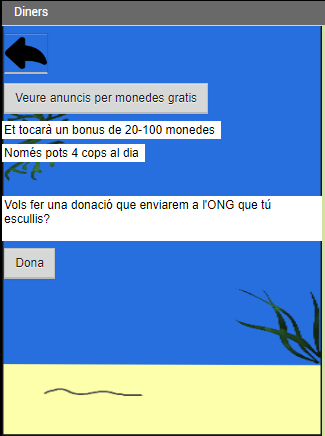 Diners
Veure anuncis per monedes gratis
Et tocarà un bonus de 20-100 monedes
Només pots 4 cops al dia
Vols fer una donació que enviarem a l'ONG que tú
escullis?
Dona